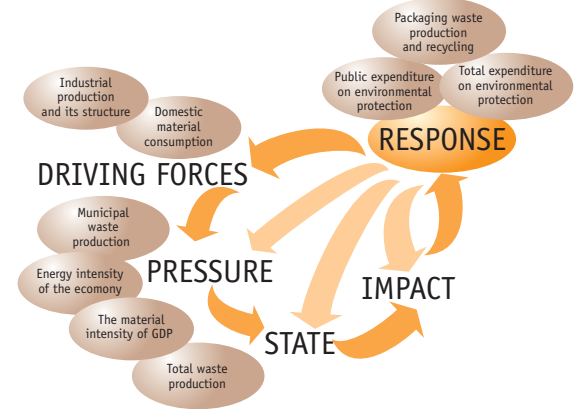 Packaging waste
production
and recycling
Public expenditure
on environmental
protection
Total expenditure
on environmental
protection
RESPONSE
Industrial
production
and its structure
Domestic
material
consumption
DRIVING FORCES
Municipal
waste
production
Energy intensity
of the ecomony
PRESSURE
The material
intensity of GDP
Total waste
production
STATE
IMPACT